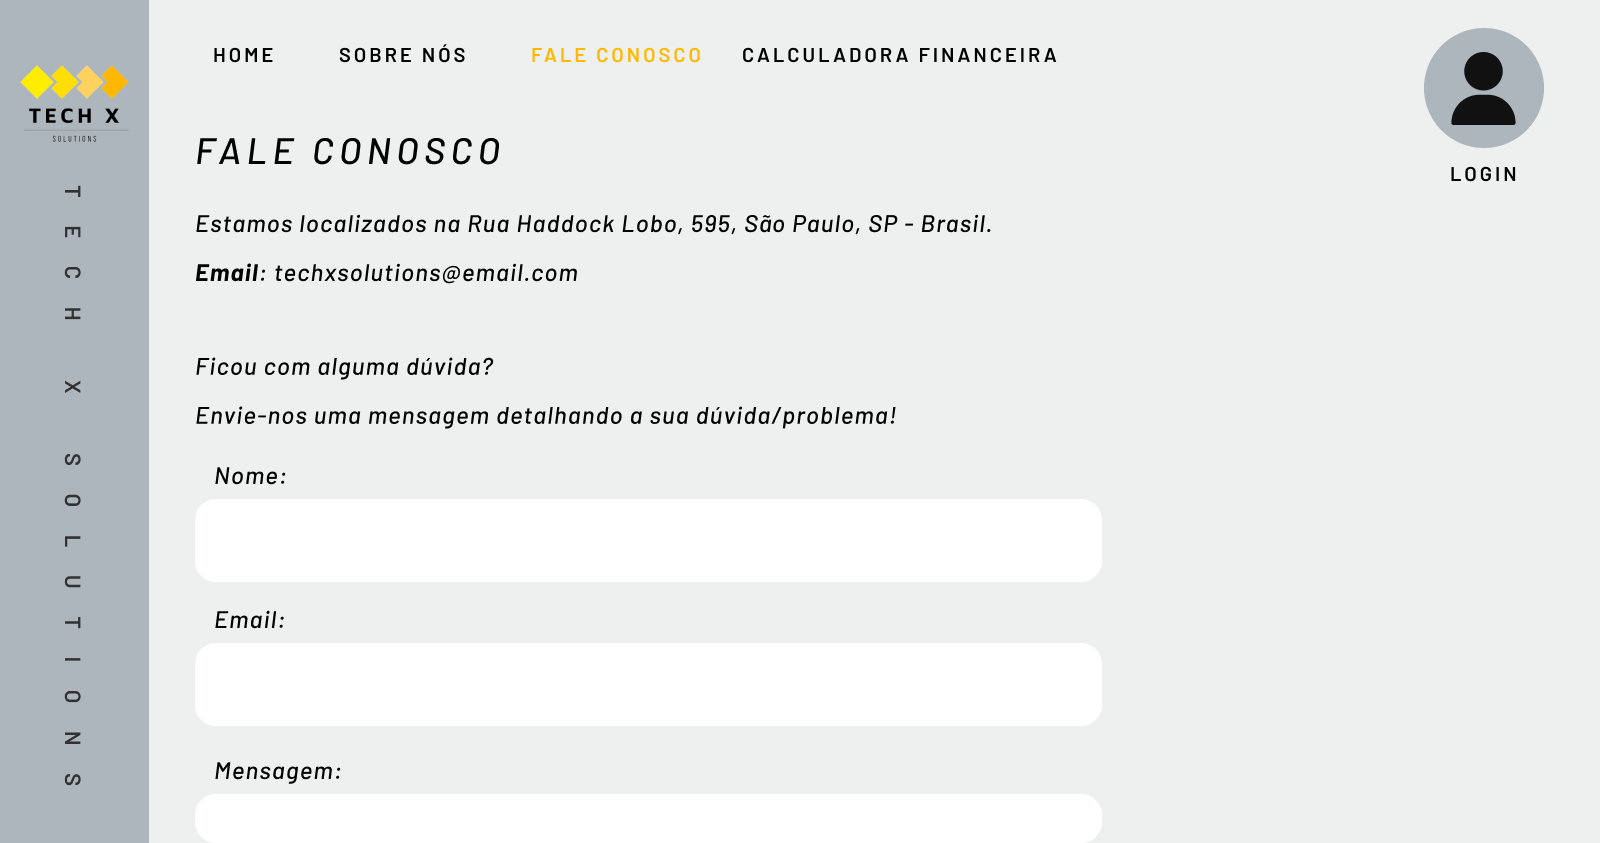 TECH X
SOLUTIONS
TECH X SOLUTIONS
HOME SOBRE NÓS FALE CONOSCO CALCULADORA FINANCEIRA
LOGIN
FALE CONOSCO
Estamos localizados na Rua Haddock Lobo, 595, São Paulo, SP - Brasil.
Email: techxsolutions@email.com
Ficou com alguma dúvida?
Envie-nos uma mensagem detalhando a sua dúvida/problema!
Nome:
Email:
Mensagem: